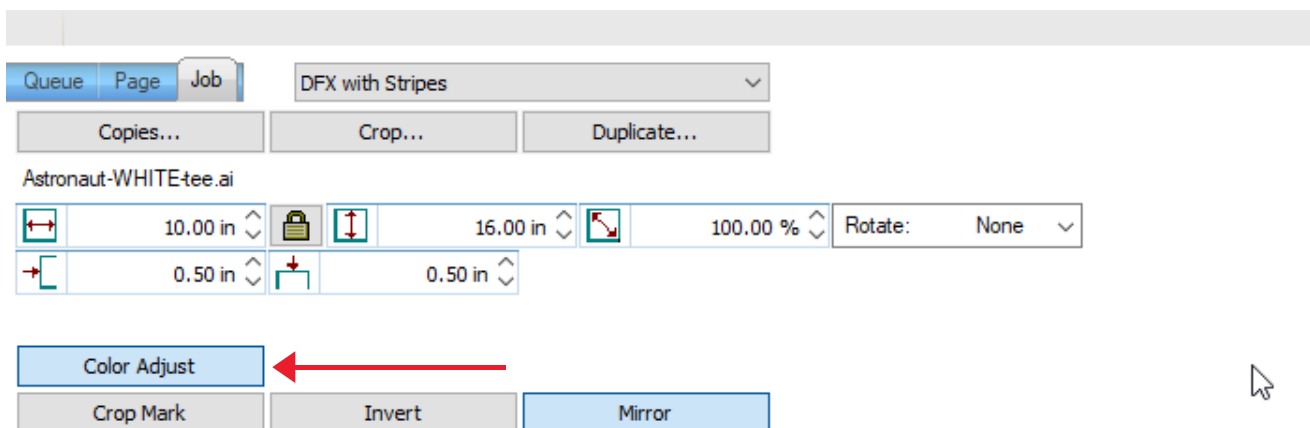 Queue Page Job DFX with Stripes
Copies... Crop... Duplicate...
Astronaut-WHITE-tee.ai
10.00 in 16.00 in 100.00 % Rotate: None
0.50 in 0.50 in
Color Adjust
Crop Mark Invert Mirror